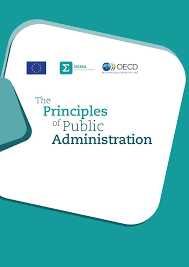 SIGMA
OECD
The
Principles
of Public
Administration